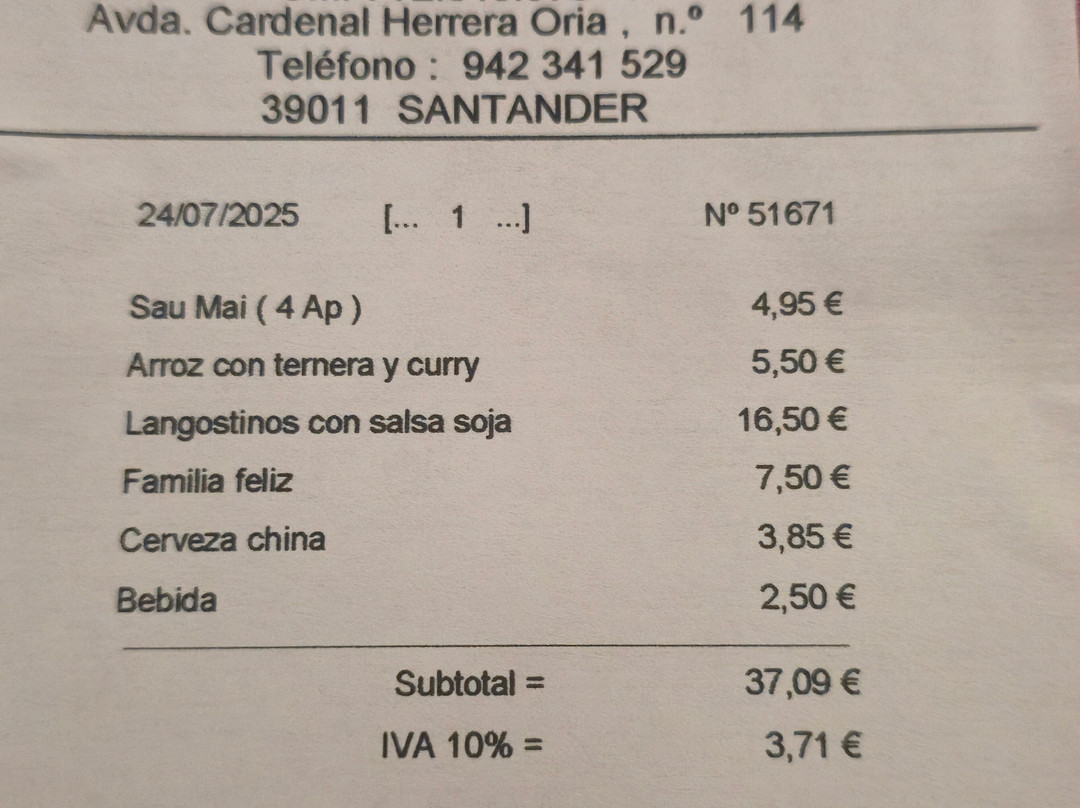 Avda. Cardenal Herrera Oria , n.º 114
Teléfono : 942 341 529
39011 SANTANDER
24/07/2025 [... 1 ...] Nº 51671
Sau Mai ( 4 Ap ) 4,95 €
Arroz con ternera y curry 5,50 €
Langostinos con salsa soja 16,50 €
Familia feliz 7,50 €
Cerveza china 3,85 €
Bebida 2,50 €
Subtotal = 37,09 €
IVA 10% = 3,71 €